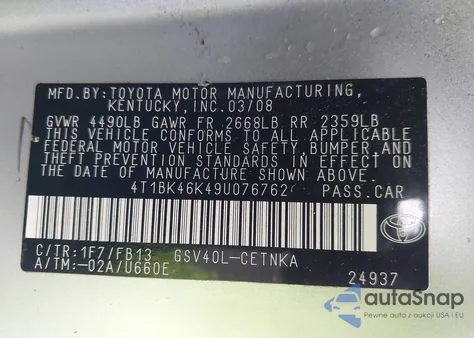 MFD.BY:TOYOTA MOTOR MANUFACTURING,
KENTUCKY,INC.03/08
GVWR 4490LB GAWR FR 2668LB RR 2359LB
THIS VEHICLE CONFORMS TO ALL APPLICABLE
FEDERAL MOTOR VEHICLE SAFETY,BUMPER,AND
THEFT PREVENTION STANDARDS IN EFFECT ON
THE DATE OF MANUFACTURE SHOWN ABOVE.
4T1BK46K49U076762 PASS.CAR
C/TR:1F7/FB13 GSV40L-CETNKA
A/TM:-02A/U660E
24937
autoSnap
Pewne auta z aukcji USA i EU